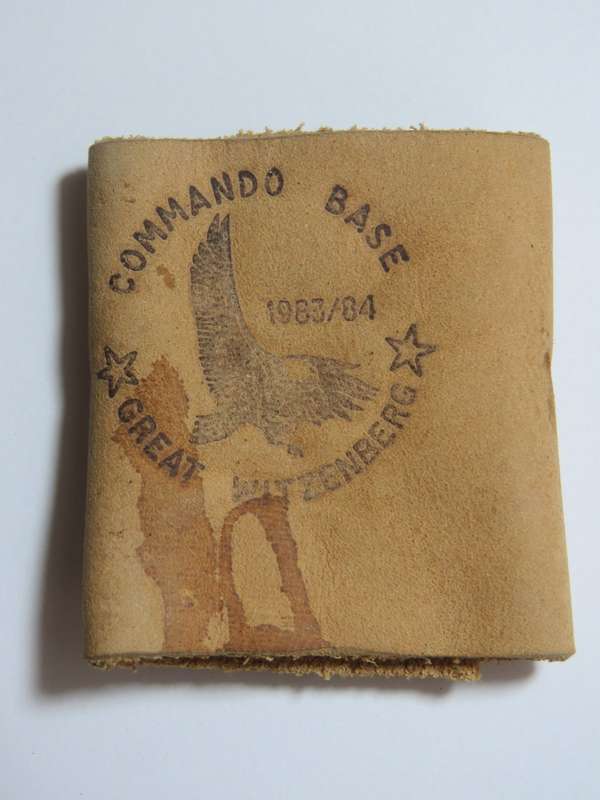 COMMANDO BASE
1983/84
GREAT WITZENBERG